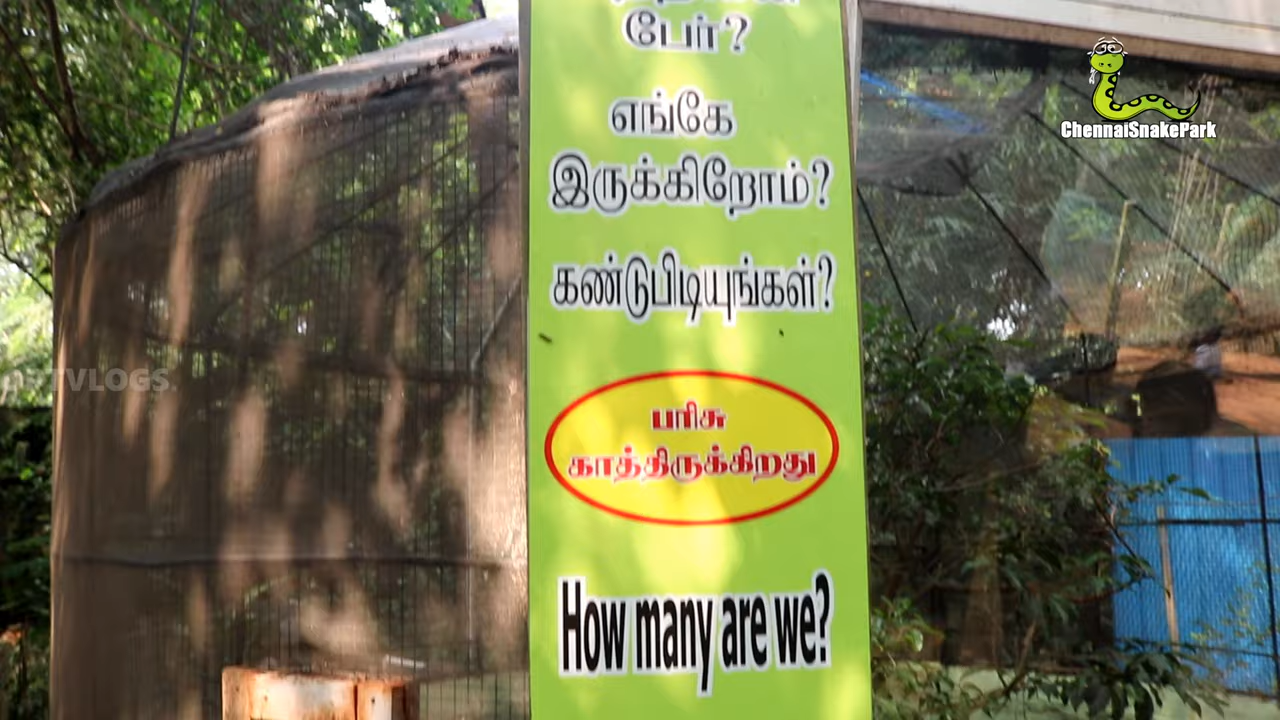 பேர்?
எங்கே
இருக்கிறோம்?
கண்டுபிடியுங்கள்?
பரிசு
காத்திருக்கிறது
How many are we?
ChennaiSnakePark